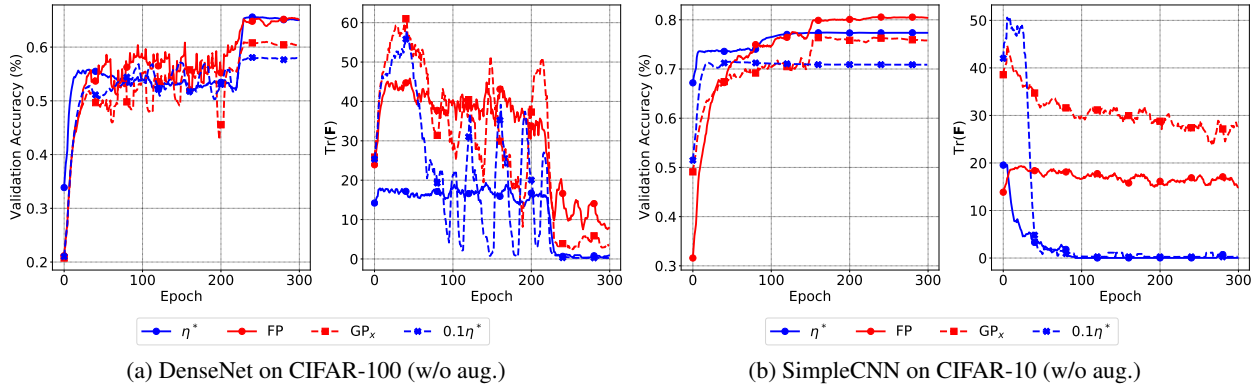 Validation Accuracy (%)
0.6
0.5
0.4
0.3
0.2
0 100 200 300
Epoch
Tr(F)
60
50
40
30
20
10
0
0 100 200 300
Epoch
η* FP GPₓ 0.1η*
(a) DenseNet on CIFAR-100 (w/o aug.)
Validation Accuracy (%)
0.8
0.7
0.6
0.5
0.4
0.3
0 100 200 300
Epoch
Tr(F)
50
40
30
20
10
0
0 100 200 300
Epoch
η* FP GPₓ 0.1η*
(b) SimpleCNN on CIFAR-10 (w/o aug.)